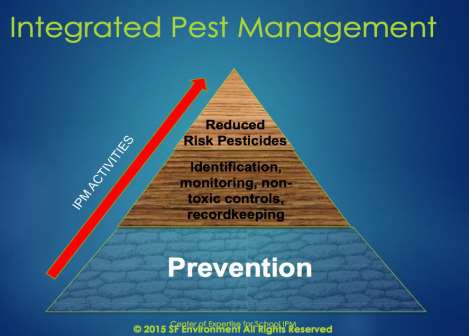 Integrated Pest Management
IPM ACTIVITIES
Reduced
Risk Pesticides
Identification,
monitoring, non-
toxic controls,
recordkeeping
Prevention
Center of Expertise for School IPM
© 2015 SF Environment All Rights Reserved